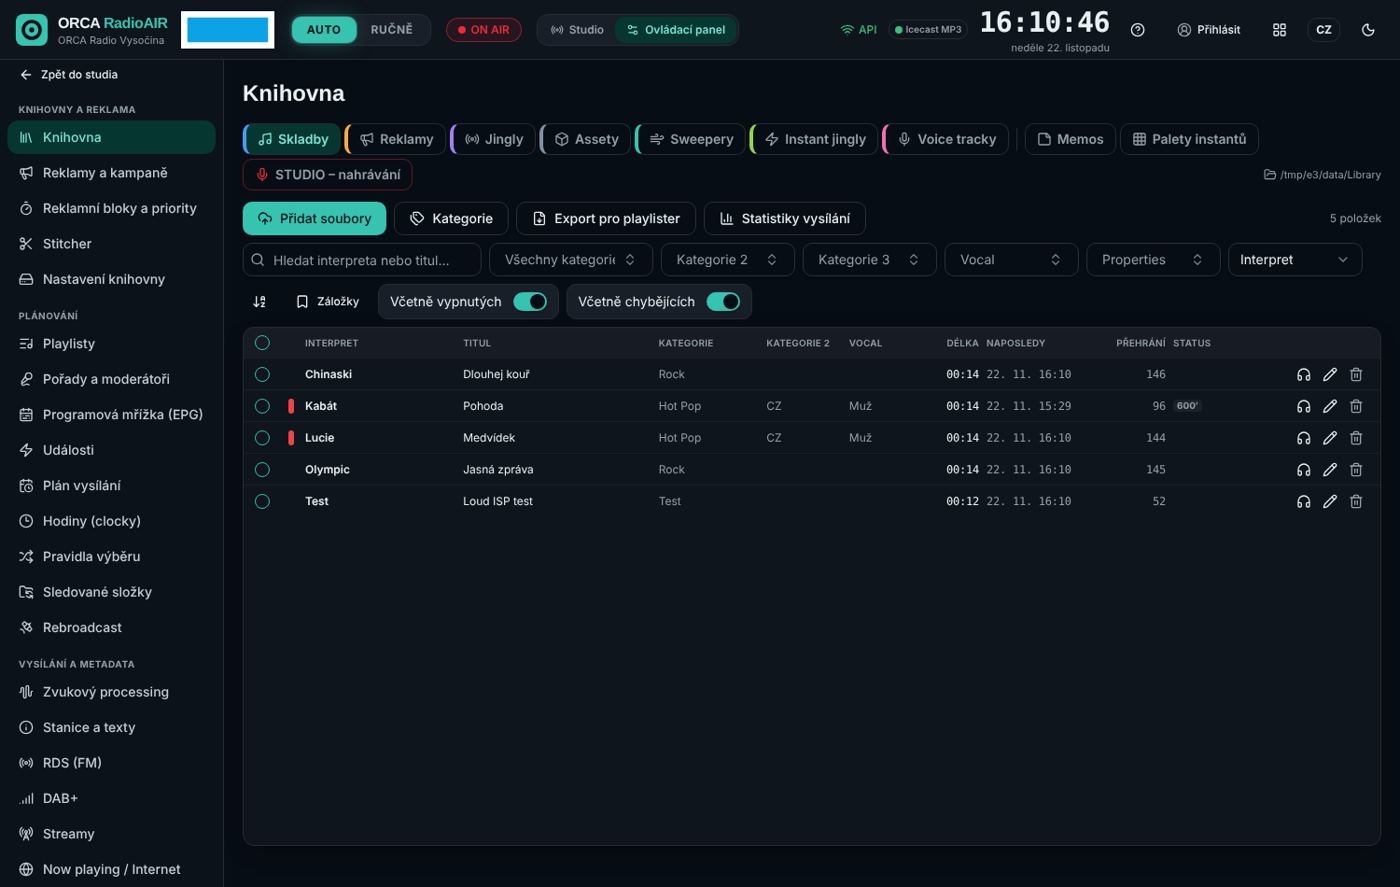 ORCA RadioAIR
ORCA Radio Vysočina
AUTO RUČNĚ
ON AIR
Studio Ovládací panel
API
Icecast MP3
16:10:46
neděle 22. listopadu
Přihlásit
CZ
Zpět do studia
KNIHOVNY A REKLAMA
Knihovna
Reklamy a kampaně
Reklamní bloky a priority
Stitcher
Nastavení knihovny
PLÁNOVÁNÍ
Playlisty
Pořady a moderátoři
Programová mřížka (EPG)
Události
Plán vysílání
Hodiny (clocky)
Pravidla výběru
Sledované složky
Rebroadcast
VYSÍLÁNÍ A METADATA
Zvukový processing
Stanice a texty
RDS (FM)
DAB+
Streamy
Now playing / Internet
Knihovna
Skladby Reklamy Jingly Assety Sweepery Instant jingly Voice tracky Memos Palety instantů
STUDIO – nahrávání /tmp/e3/data/Library
Přidat soubory Kategorie Export pro playlister Statistiky vysílání 5 položek
Hledat interpreta nebo titul... Všechny kategorie Kategorie 2 Kategorie 3 Vocal Properties Interpret
Záložky Včetně vypnutých Včetně chybějících
INTERPRET TITUL KATEGORIE KATEGORIE 2 VOCAL DÉLKA NAPOSLEDY PŘEHRÁNÍ STATUS
Chinaski Dlouhej kouř Rock 00:14 22. 11. 16:10 146
Kabát Pohoda Hot Pop CZ Muž 00:14 22. 11. 15:29 96 600'
Lucie Medvídek Hot Pop CZ Muž 00:14 22. 11. 16:10 144
Olympic Jasná zpráva Rock 00:14 22. 11. 16:10 145
Test Loud ISP test Test 00:12 22. 11. 16:10 52